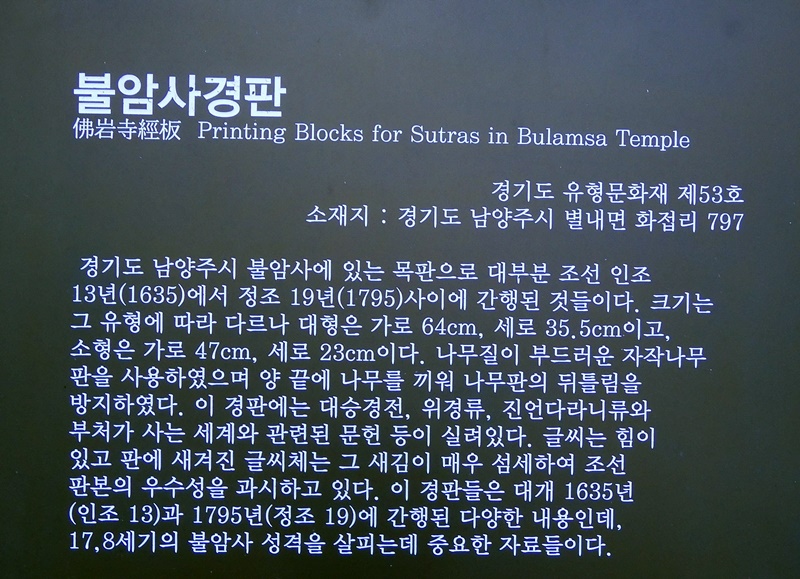 불암사경판
佛岩寺經板 Printing Blocks for Sutras in Bulamsa Temple
경기도 유형문화재 제53호
소재지 : 경기도 남양주시 별내면 화접리 797
경기도 남양주시 불암사에 있는 목판으로 대부분 조선 인조
13년(1635)에서 정조 19년(1795)사이에 간행된 것들이다. 크기는
그 유형에 따라 다르나 대형은 가로 64cm, 세로 35.5cm이고,
소형은 가로 47cm, 세로 23cm이다. 나무질이 부드러운 자작나무
판을 사용하였으며 양 끝에 나무를 끼워 나무판의 뒤틀림을
방지하였다. 이 경판에는 대승경전, 위경류, 진언다라니류와
부처가 사는 세계와 관련된 문헌 등이 실려있다. 글씨는 힘이
있고 판에 새겨진 글씨체는 그 새김이 매우 섬세하여 조선
판본의 우수성을 과시하고 있다. 이 경판들은 대개 1635년
(인조 13)과 1795년(정조 19)에 간행된 다양한 내용인데,
17,8세기의 불암사 성격을 살피는데 중요한 자료들이다.